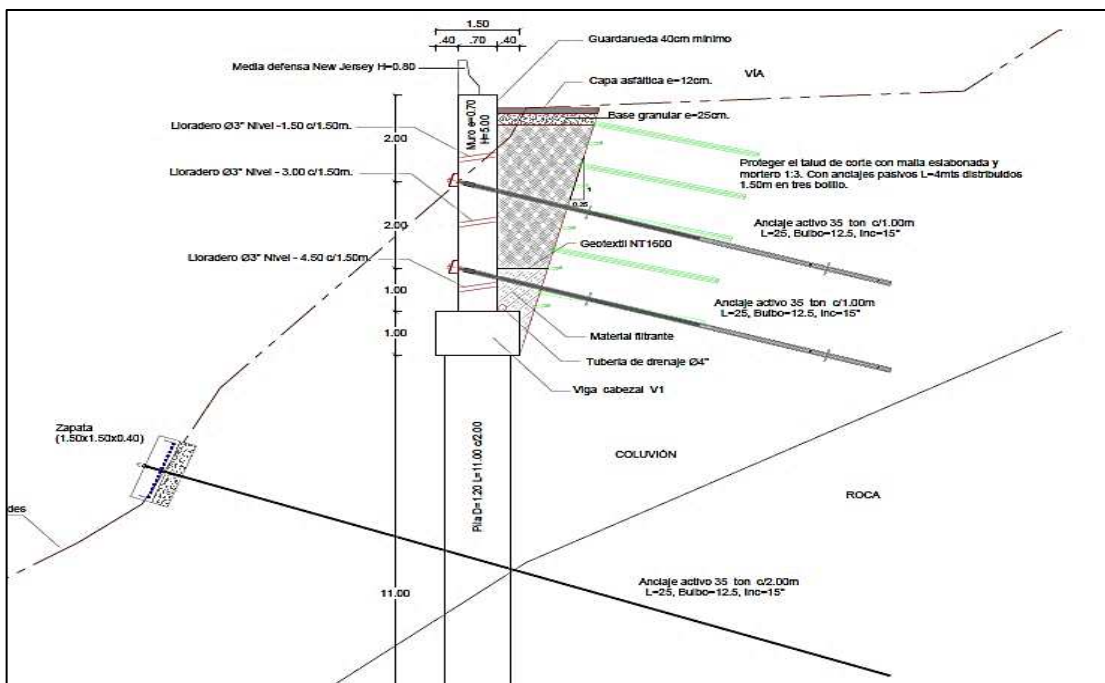 1.50
.40 .70 .40
Guardarueda 40cm mínimo
Media defensa New Jersey H=0.80
VÍA
Capa asfáltica e=12cm.
Base granular e=25cm.
Muro e=0.70
H=5.00
Lloradero Ø3" Nivel -1.50 c/1.50m.
2.00
Proteger el talud de corte con malla eslabonada y
mortero 1:3. Con anclajes pasivos L=4mts distribuidos
1.50m en tres bolillo.
Lloradero Ø3" Nivel - 3.00 c/1.50m.
1
0.25
2.00
Anclaje activo 35 ton c/1.00m
L=25, Bulbo=12.5, Inc=15°
Geotextil NT1600
Lloradero Ø3" Nivel - 4.50 c/1.50m.
1.00
Anclaje activo 35 ton c/1.00m
L=25, Bulbo=12.5, Inc=15°
1.00
Material filtrante
Tubería de drenaje Ø4"
Viga cabezal V1
Zapata
(1.50x1.50x0.40)
COLUVIÓN
ROCA
des
Pila D=1.20 L=11.00 c/2.00
11.00
Anclaje activo 35 ton c/2.00m
L=25, Bulbo=12.5, Inc=15°